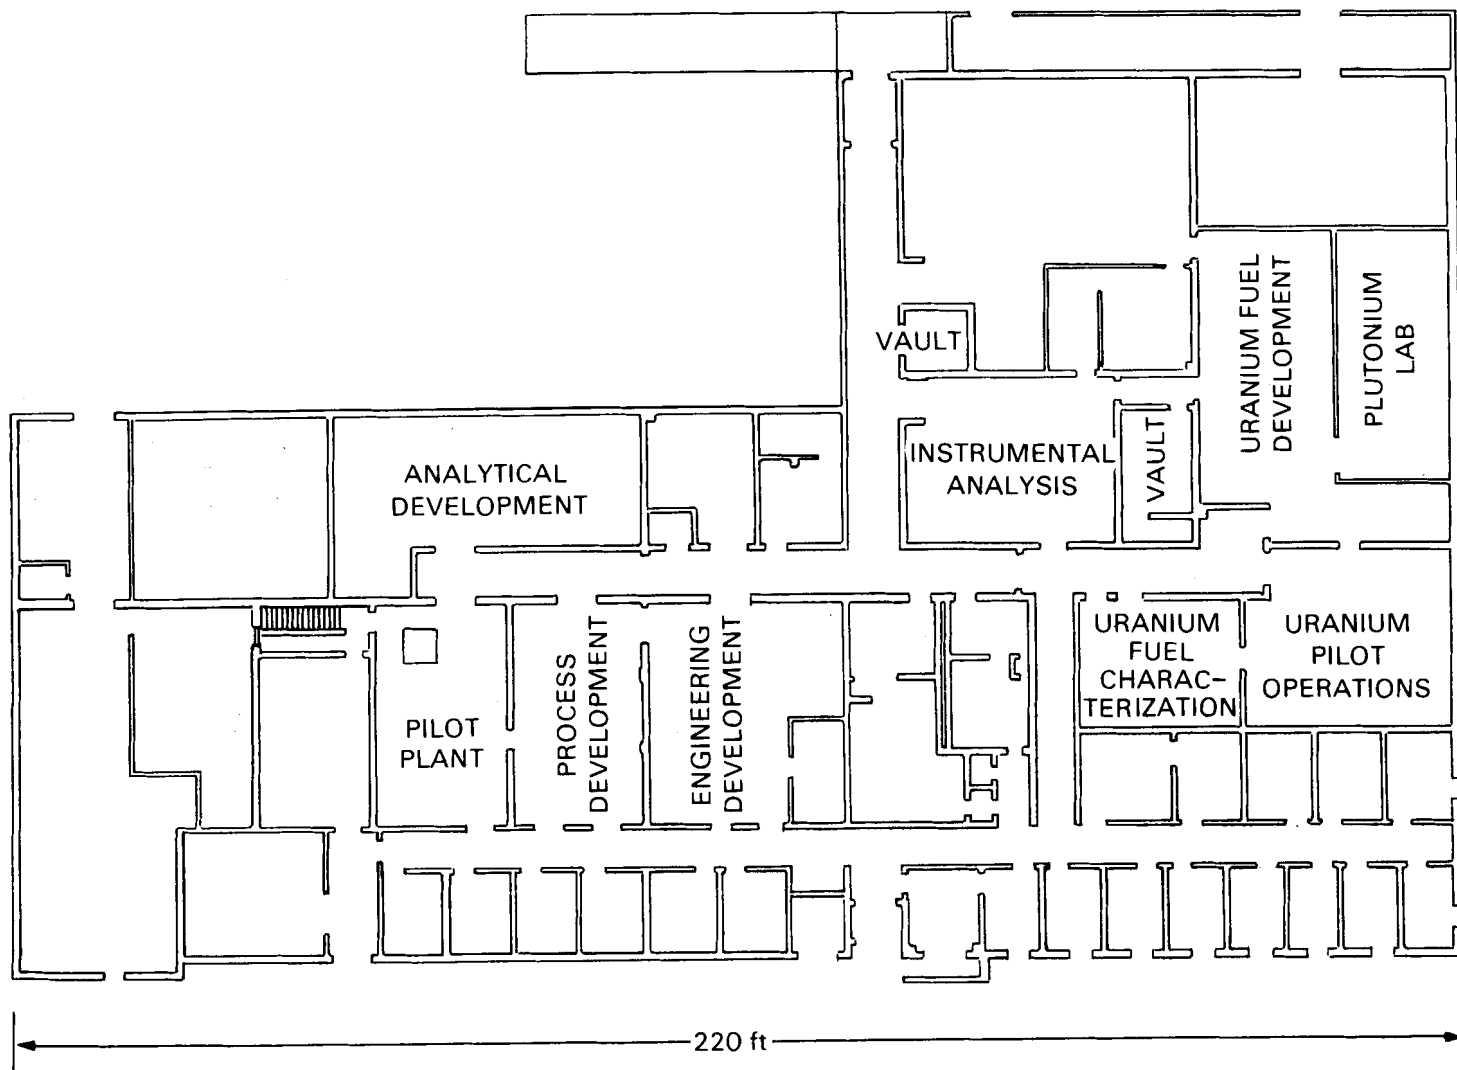 VAULT
URANIUM FUEL
DEVELOPMENT
PLUTONIUM
LAB
ANALYTICAL
DEVELOPMENT
INSTRUMENTAL
ANALYSIS
VAULT
PILOT
PLANT
PROCESS
DEVELOPMENT
ENGINEERING
DEVELOPMENT
URANIUM
FUEL
CHARAC-
TERIZATION
URANIUM
PILOT
OPERATIONS
220 ft